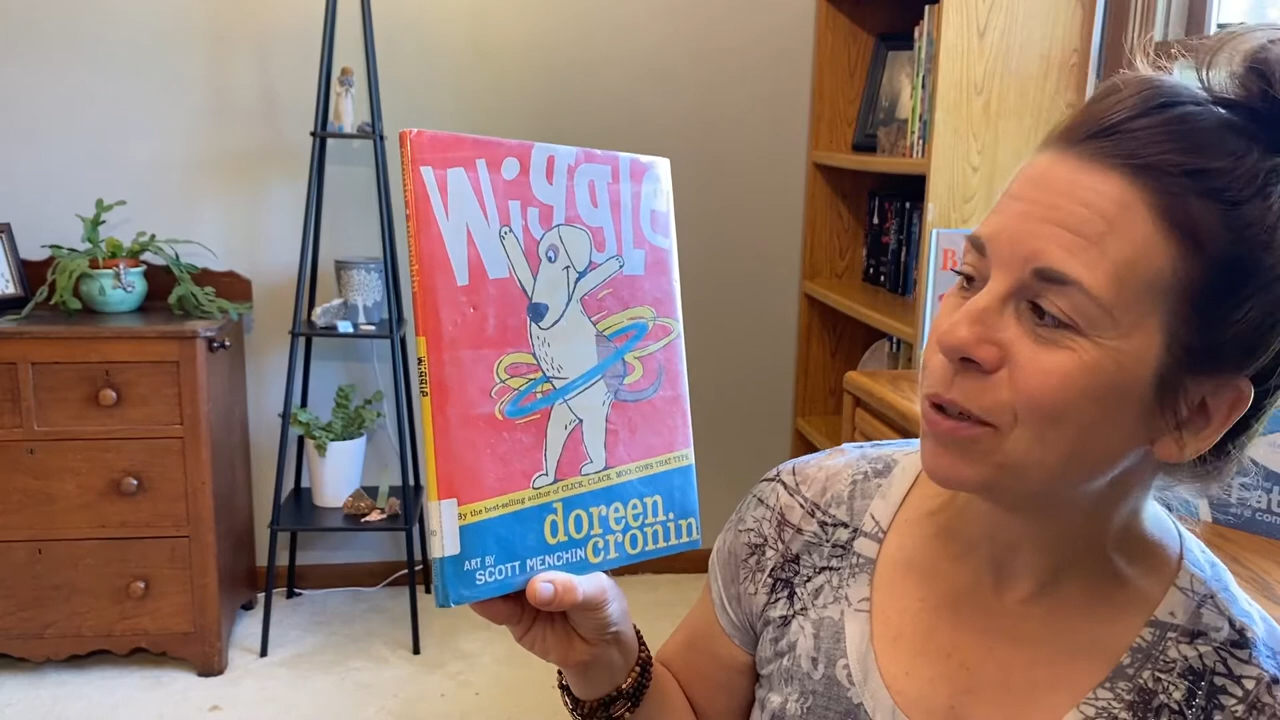 Wiggle
Wiggle
By the best-selling author of CLICK, CLACK, MOO: COWS THAT TYPE
doreen
cronin
ART BY
SCOTT MENCHIN